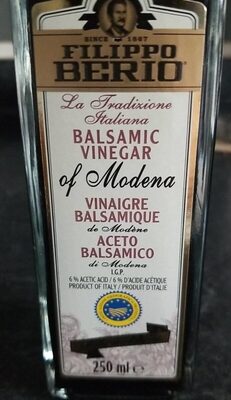 SINCE 1867
FILIPPO
BERIO
La Tradizione
Italiana
BALSAMIC
VINEGAR
of Modena
VINAIGRE
BALSAMIQUE
de Modène
ACETO
BALSAMICO
di Modena
I.G.P.
6% ACETIC ACID / 6 % D'ACIDE ACÉTIQUE
PRODUCT OF ITALY / PRODUIT D'ITALIE
250 ml e